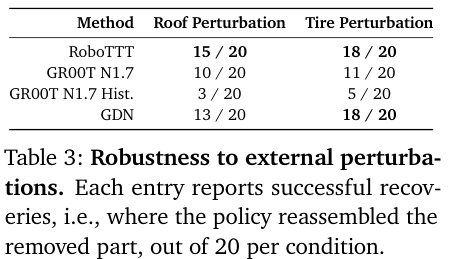 Method Roof Perturbation Tire Perturbation
RoboTTT 15 / 20 18 / 20
GR00T N1.7 10 / 20 11 / 20
GR00T N1.7 Hist. 3 / 20 5 / 20
GDN 13 / 20 18 / 20
Table 3: Robustness to external perturba-
tions. Each entry reports successful recov-
eries, i.e., where the policy reassembled the
removed part, out of 20 per condition.